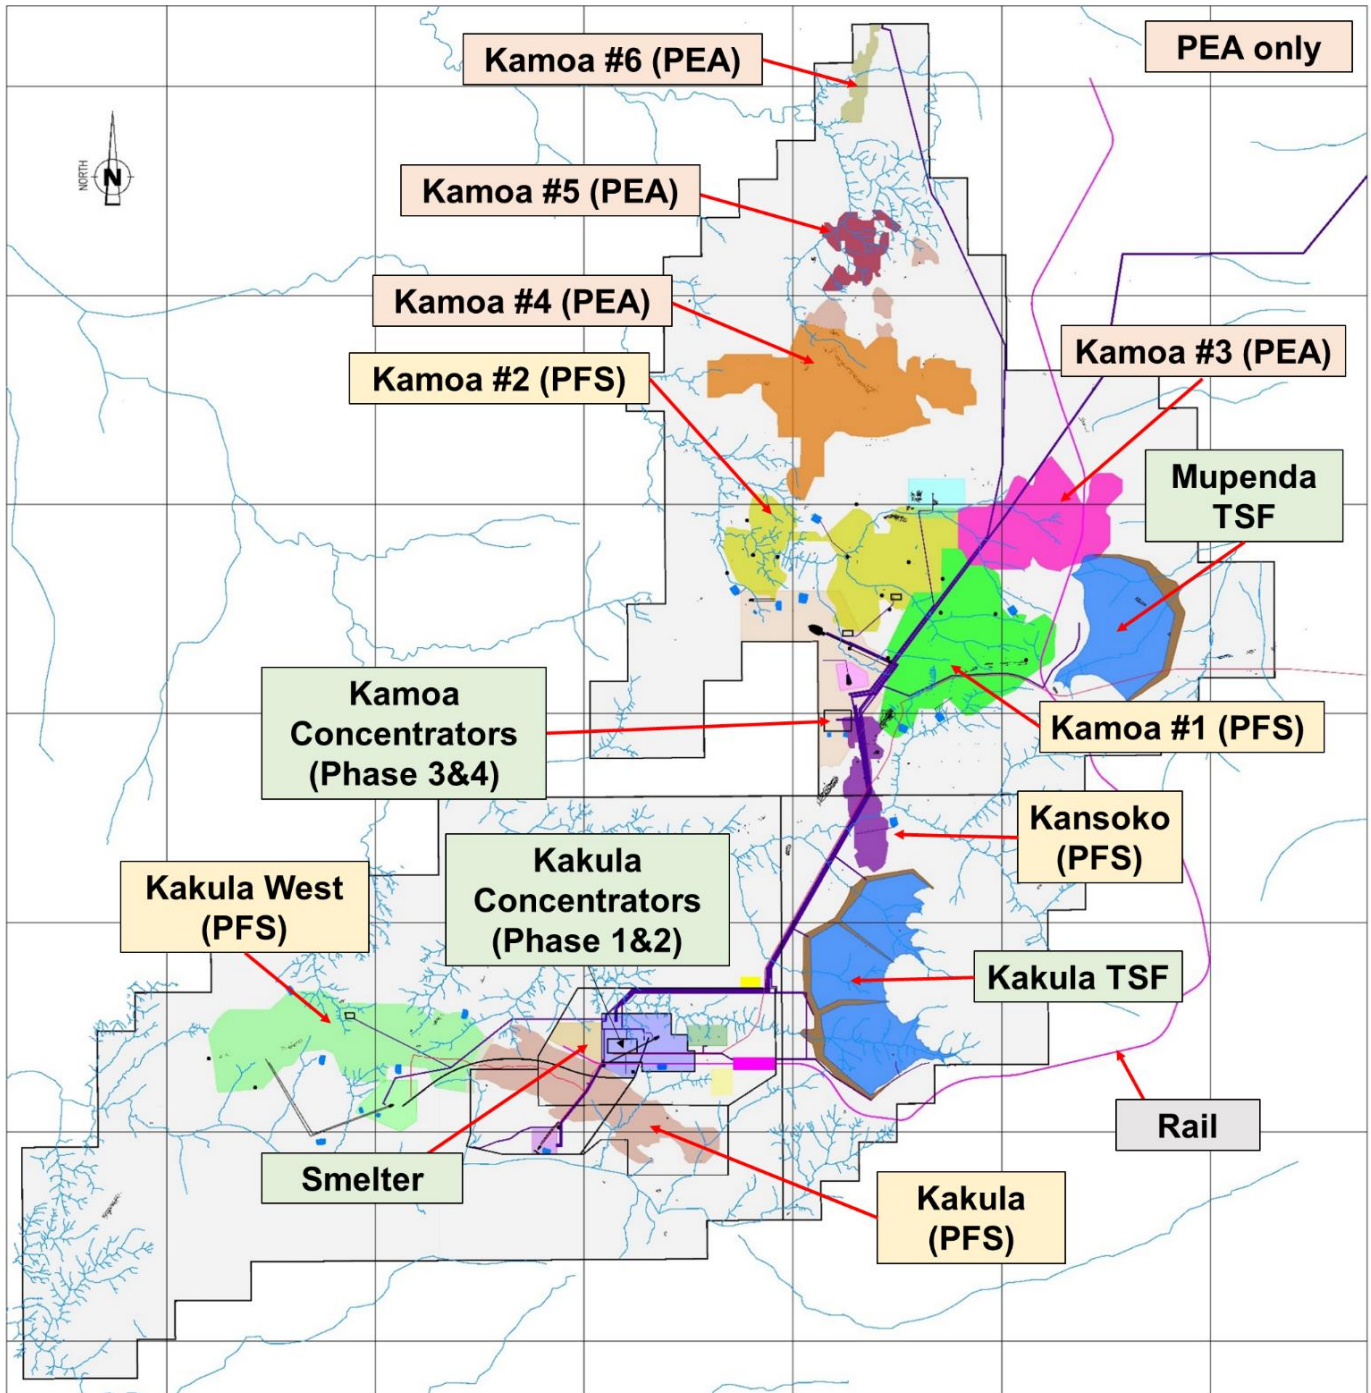 Kamoa #6 (PEA)
PEA only
NORTH
N
Kamoa #5 (PEA)
Kamoa #4 (PEA)
Kamoa #3 (PEA)
Kamoa #2 (PFS)
Mupenda
TSF
Kamoa
Concentrators
(Phase 3&4)
Kamoa #1 (PFS)
Kansoko
(PFS)
Kakula
Concentrators
(Phase 1&2)
Kakula West
(PFS)
Kakula TSF
Rail
Smelter
Kakula
(PFS)